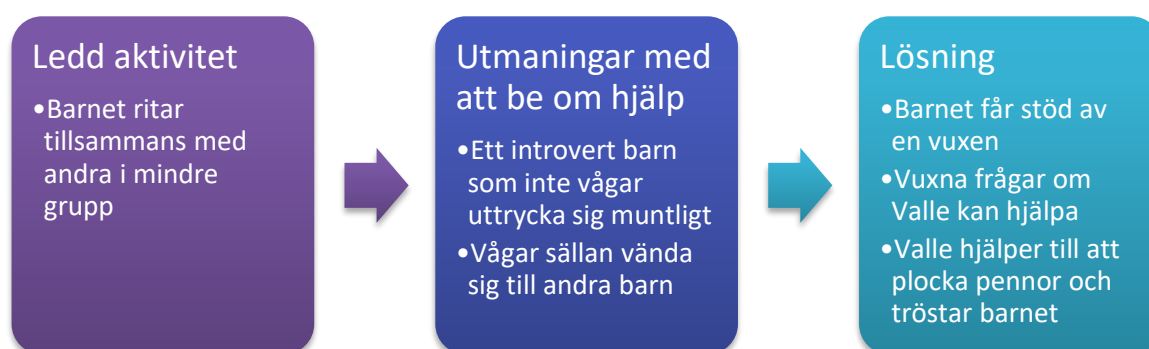 Ledd aktivitet
•Barnet ritar
tillsammans med
andra i mindre
grupp
Utmaningar med
att be om hjälp
•Ett introvert barn
som inte vågar
uttrycka sig muntligt
•Vågar sällan vända
sig till andra barn
Lösning
•Barnet får stöd av
en vuxen
•Vuxna frågar om
Valle kan hjälpa
•Valle hjälper till att
plocka pennor och
tröstar barnet